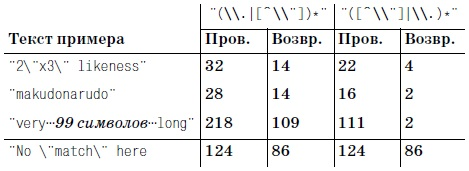 "(\\.|[^\\"])*" "([^\\"]|\\.)*"
Текст примера Пров. Возвр. Пров. Возвр.
"2\"x3\" likeness" 32 14 22 4
"makudonarudo" 28 14 16 2
"very…99 символов…long" 218 109 111 2
"No \"match\" here 124 86 124 86